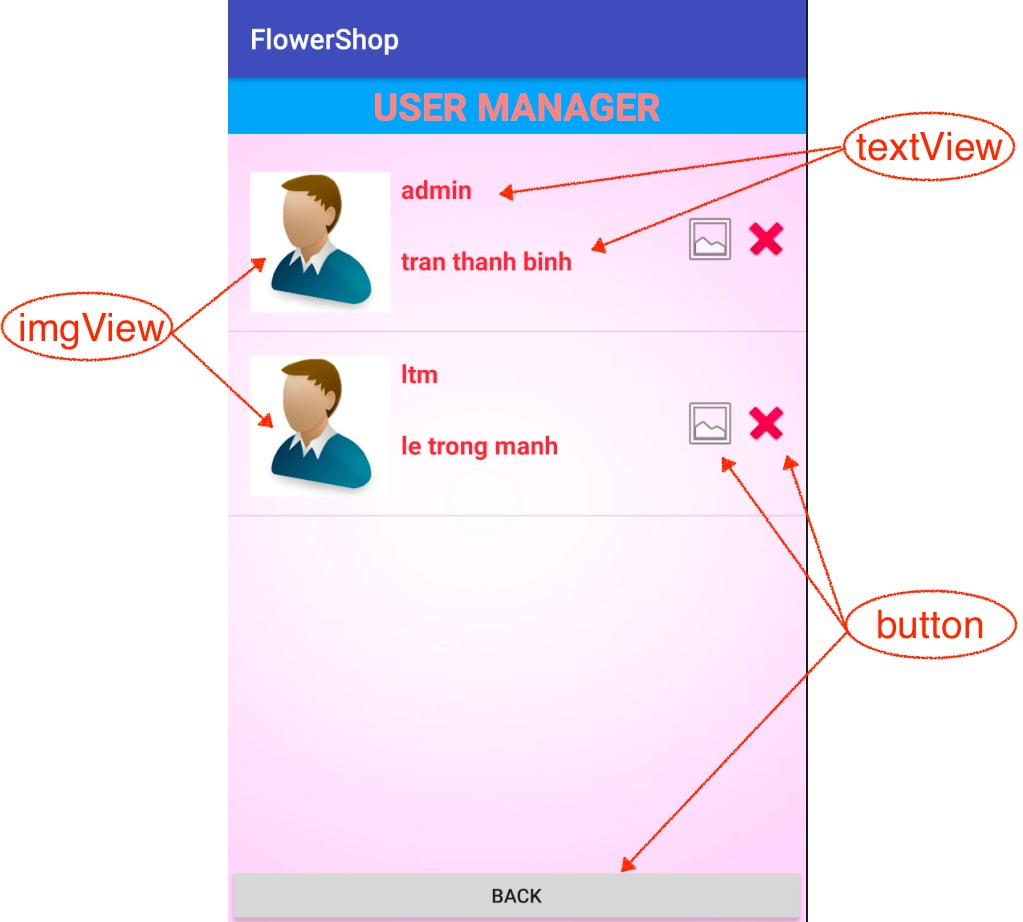 FlowerShop
USER MANAGER
textView
admin
tran thanh binh
imgView
ltm
le trong manh
button
BACK